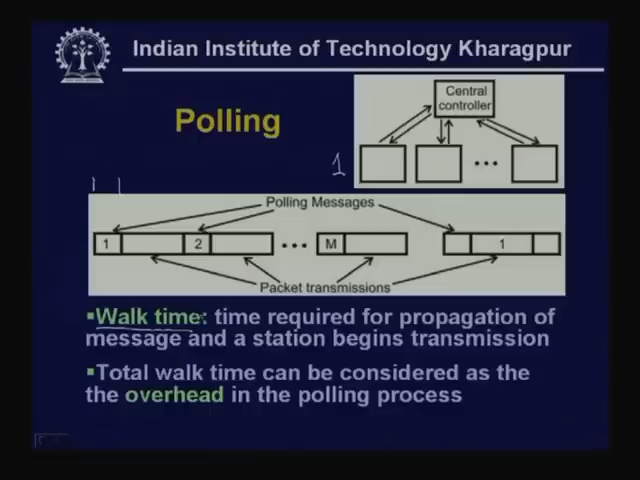 Indian Institute of Technology Kharagpur
Polling
Central
controller
1
Polling Messages
1 2 M 1
Packet transmissions
Walk time: time required for propagation of
message and a station begins transmission
Total walk time can be considered as the
the overhead in the polling process